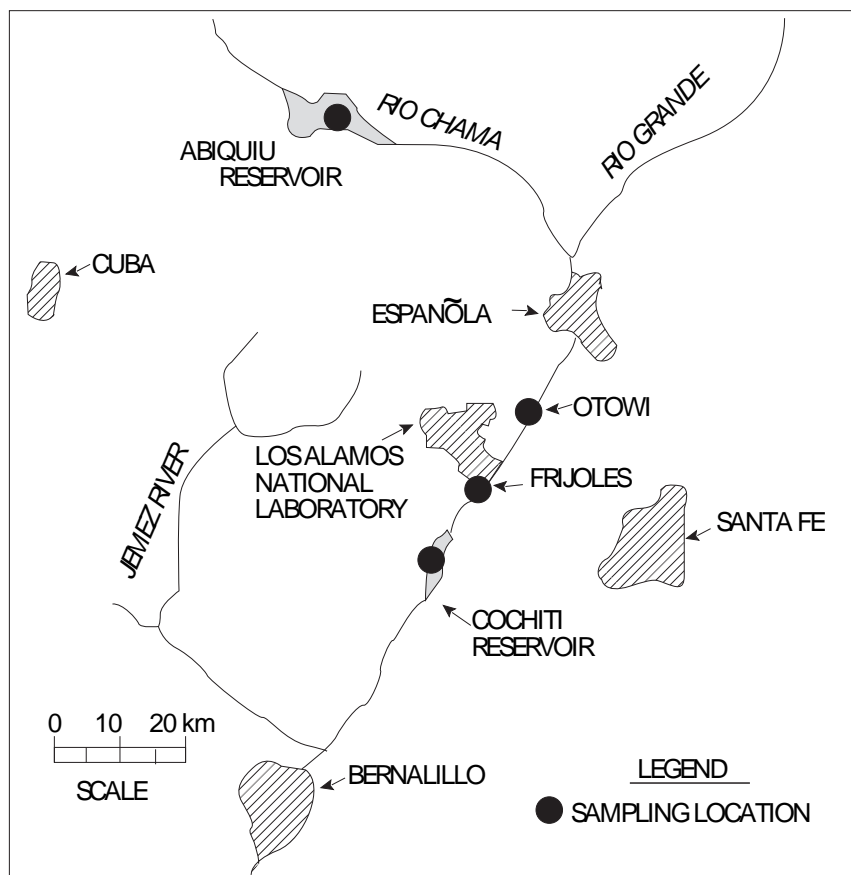 RIO CHAMA
RIO GRANDE
ABIQUIU
RESERVOIR
CUBA
ESPANÕLA
OTOWI
LOS ALAMOS
NATIONAL
LABORATORY
FRIJOLES
SANTA FE
JEMEZ RIVER
COCHITI
RESERVOIR
0 10 20 km
SCALE
BERNALILLO
LEGEND
SAMPLING LOCATION